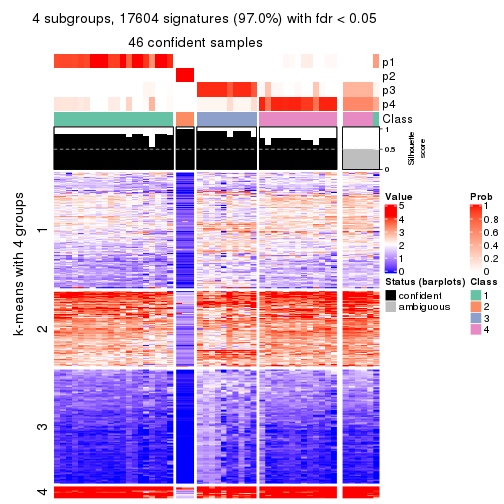 4 subgroups, 17604 signatures (97.0%) with fdr < 0.05
46 confident samples
p1
p2
p3
p4
Class
1
0.5
0
Silhouette
score
k-means with 4 groups
1
2
3
4
Value
5
4
3
2
1
0
Prob
1
0.8
0.6
0.4
0.2
0
Status (barplots)
confident
ambiguous
Class
1
2
3
4